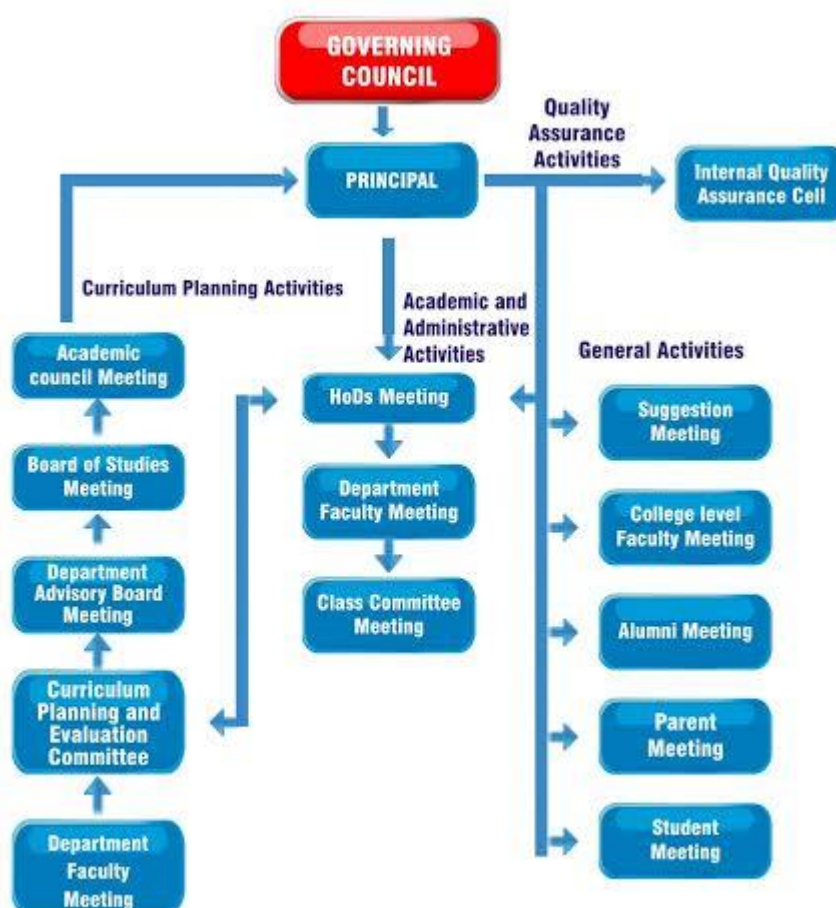 GOVERNING
COUNCIL
Quality
Assurance
Activities
PRINCIPAL
Internal Quality
Assurance Cell
Curriculum Planning Activities
Academic and
Administrative
Activities
General Activities
Academic
council Meeting
Board of Studies
Meeting
Department
Advisory Board
Meeting
Curriculum
Planning and
Evaluation
Committee
Department
Faculty
Meeting
HoDs Meeting
Department
Faculty Meeting
Class Committee
Meeting
Suggestion
Meeting
College level
Faculty Meeting
Alumni Meeting
Parent
Meeting
Student
Meeting